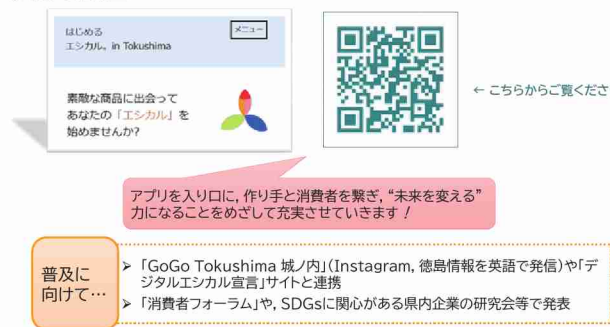 はじめる
メニュー
エシカル。in Tokushima
素敵な商品に出会って
あなたの「エシカル」を
始めませんか?
← こちらからご覧くださ
アプリを入り口に, 作り手と消費者を繋ぎ, “未来を変える”
力になることをめざして充実させていきます！
普及に
向けて…
➢ 「GoGo Tokushima 城ノ内」(Instagram, 徳島情報を英語で発信)や「デ
ジタルエシカル宣言」サイトと連携
➢ 「消費者フォーラム」や, SDGsに関心がある県内企業の研究会等で発表